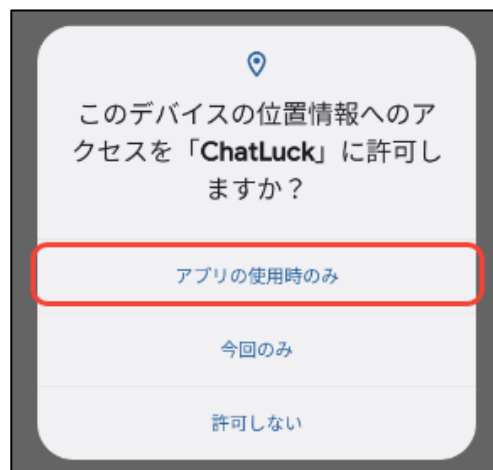 このデバイスの位置情報へのア
クセスを「ChatLuck」に許可し
ますか？
アプリの使用時のみ
今回のみ
許可しない